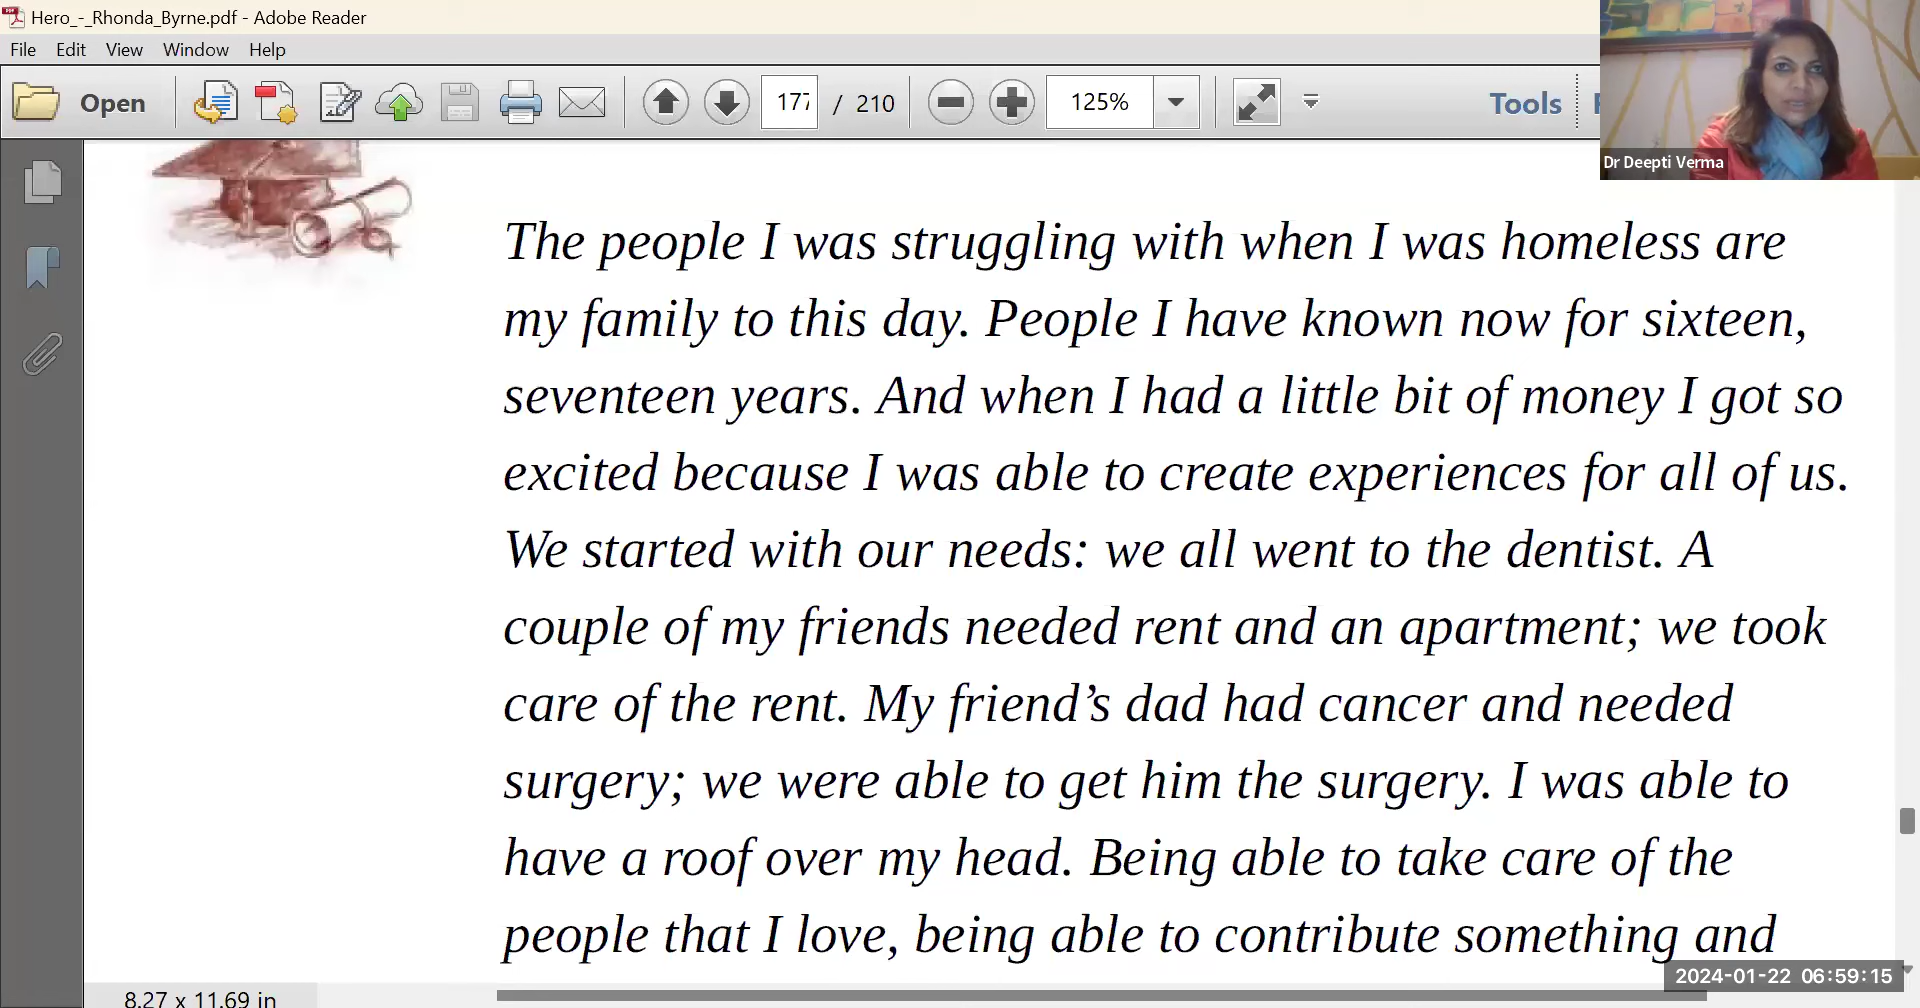 Hero_-_Rhonda_Byrne.pdf - Adobe Reader
File Edit View Window Help
Open 177 / 210 125% Tools
Dr Deepti Verma
The people I was struggling with when I was homeless are
my family to this day. People I have known now for sixteen,
seventeen years. And when I had a little bit of money I got so
excited because I was able to create experiences for all of us.
We started with our needs: we all went to the dentist. A
couple of my friends needed rent and an apartment; we took
care of the rent. My friend’s dad had cancer and needed
surgery; we were able to get him the surgery. I was able to
have a roof over my head. Being able to take care of the
people that I love, being able to contribute something and
2024-01-22 06:59:15
8.27 x 11.69 in